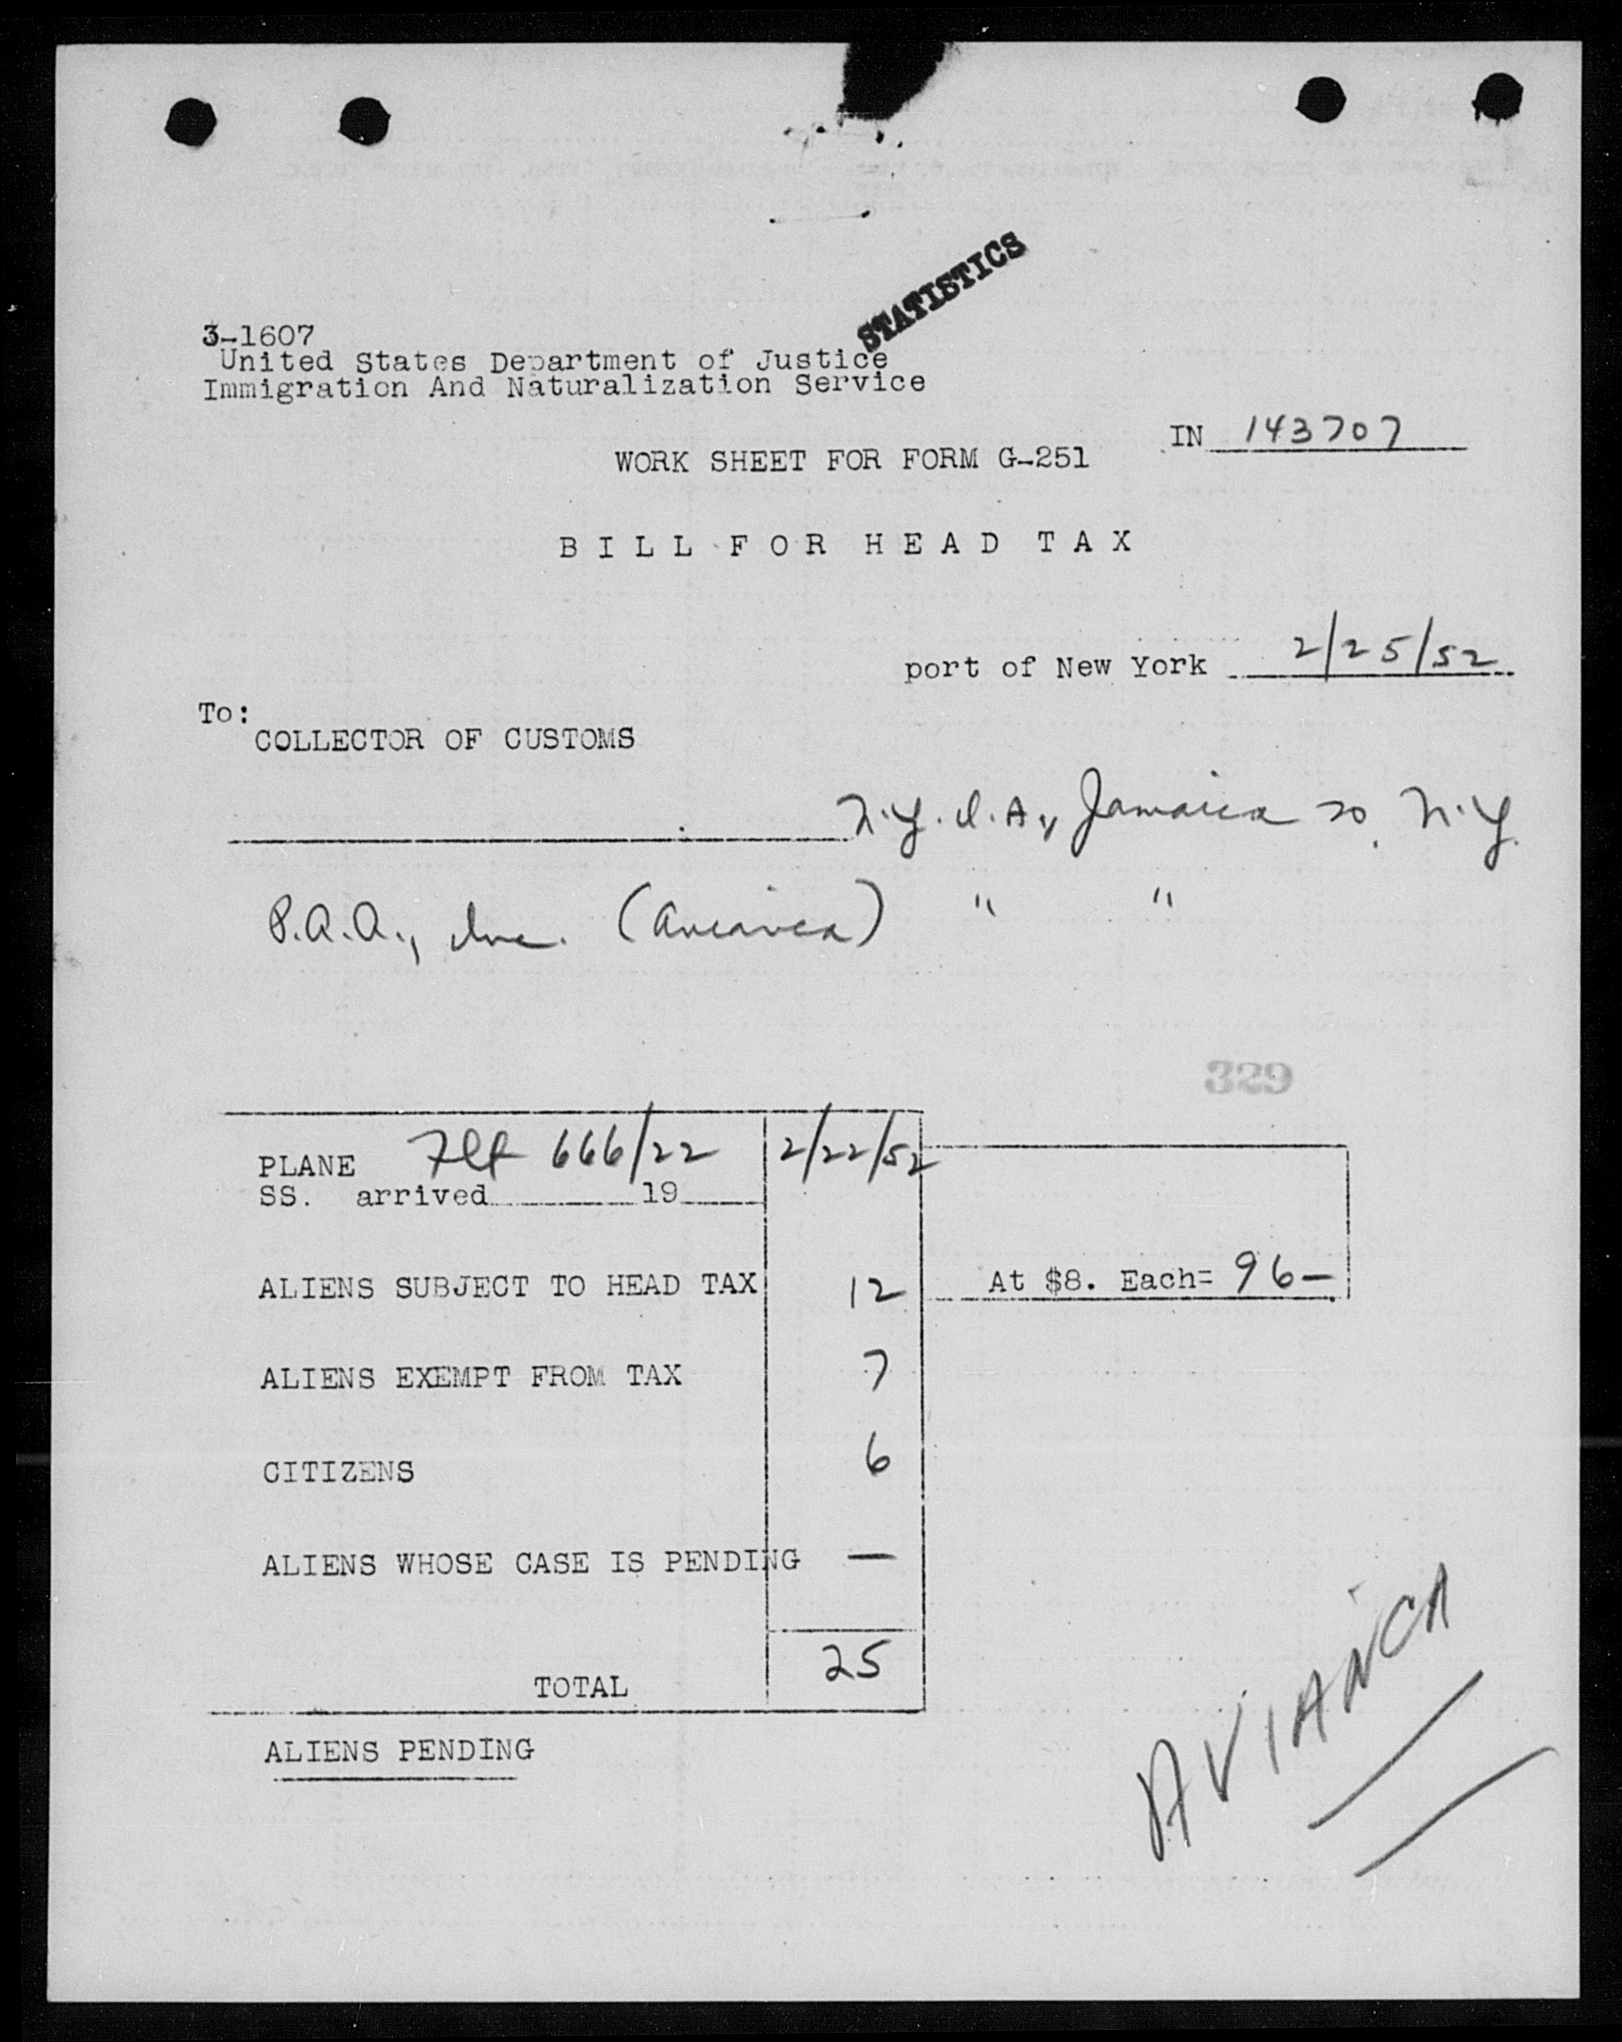 STATISTICS
3-1607
United States Department of Justice
Immigration And Naturalization Service
IN 143707
WORK SHEET FOR FORM G-251
BILL FOR HEAD TAX
port of New York 2/25/52
To:
COLLECTOR OF CUSTOMS
N.Y.I.A., Jamaica 30, N.Y.
P.A.A., Inc. (Avianca) " "
329
PLANE Flt 666/22 2/22/52
SS. arrived 19
ALIENS SUBJECT TO HEAD TAX 12 At $8. Each= 96—
ALIENS EXEMPT FROM TAX 7
CITIZENS 6
ALIENS WHOSE CASE IS PENDING —
TOTAL 25
ALIENS PENDING
AVIANCA